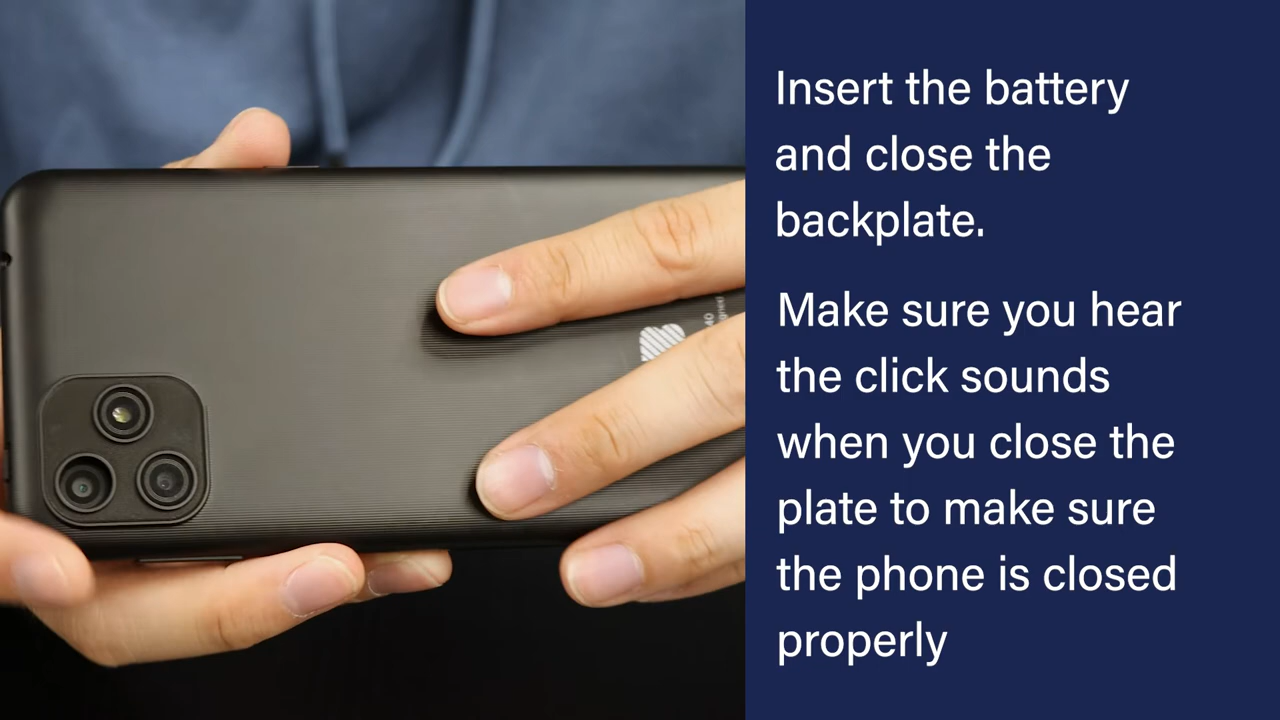 Insert the battery
and close the
backplate.
Make sure you hear
the click sounds
when you close the
plate to make sure
the phone is closed
properly